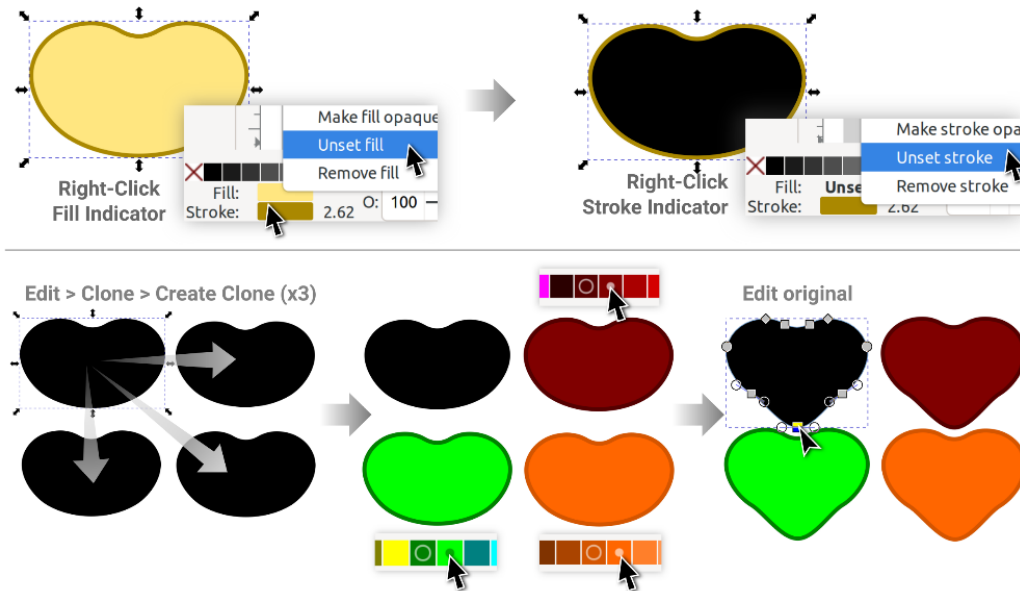 Make fill opaque
Unset fill
Remove fill
Right-Click
Fill Indicator
Fill:
Stroke:
2.62
O:
100
Make stroke opa
Unset stroke
Remove stroke
Right-Click
Stroke Indicator
Fill:
Unse
Stroke:
2.62
Edit > Clone > Create Clone (x3)
Edit original